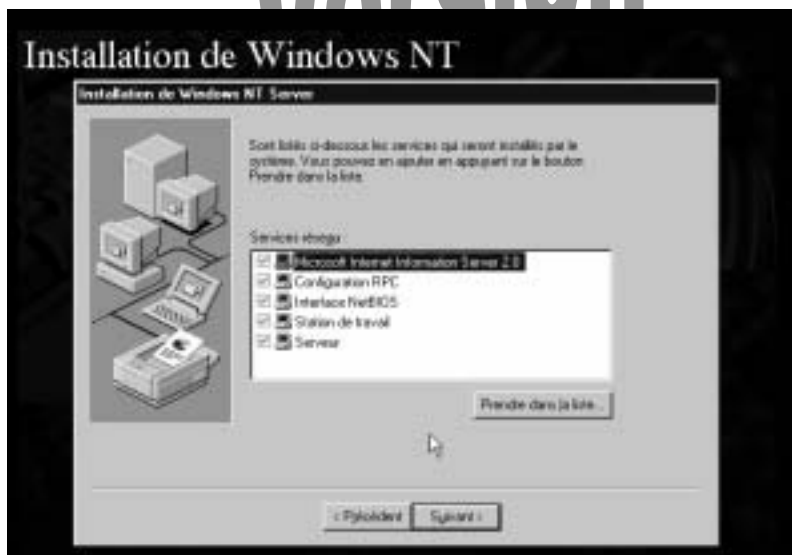 Installation de Windows NT
Installation de Windows NT Server
Sont listés ci-dessous les services qui seront installés par le
système. Vous pouvez en ajouter en appuyant sur le bouton
Prendre dans la liste.
Services réseau :
Microsoft Internet Information Server 2.0
Configuration RPC
Interface NetBIOS
Station de travail
Serveur
Prendre dans la liste...
< Précédent
Suivant >